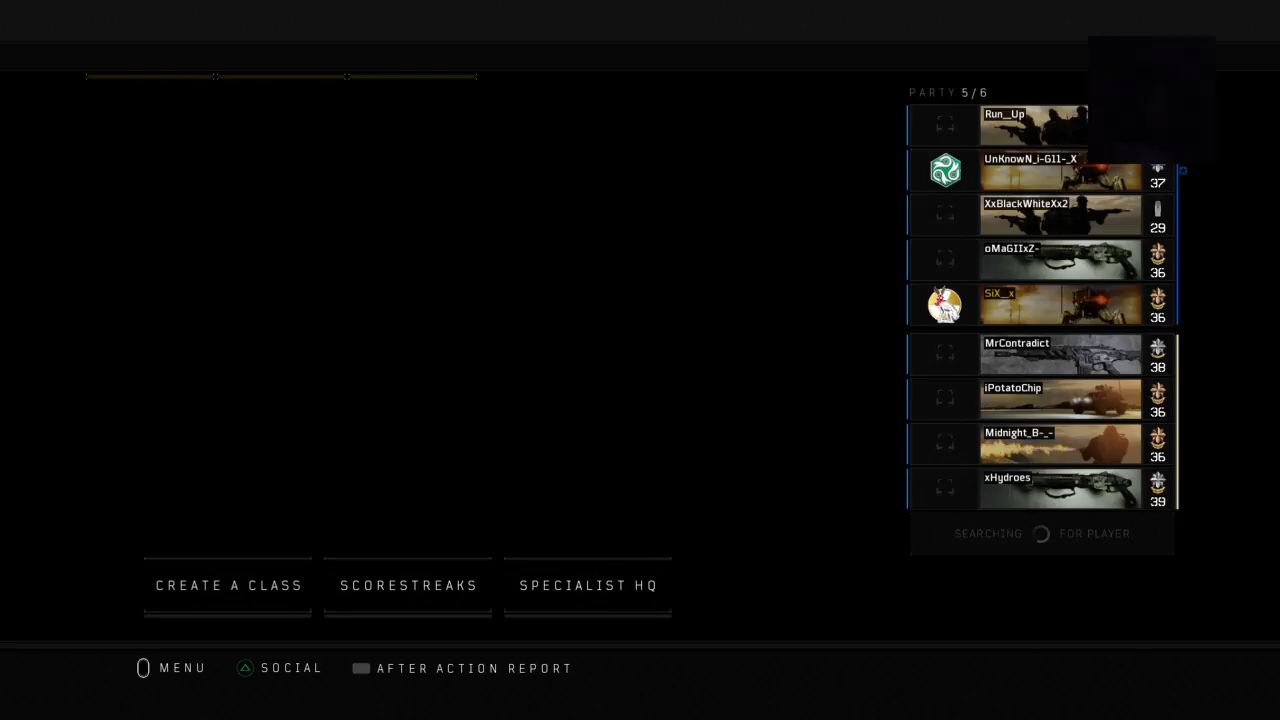 PARTY 5/6
Run__Up
UnKnowN_i-G11-_X
37
XxBlackWhiteXx2
29
oMaGIIxZ-
36
SiX__x
36
MrContradict
38
iPotatoChip
36
Midnight_B-_-
36
xHydroes
39
SEARCHING FOR PLAYER
CREATE A CLASS
SCORESTREAKS
SPECIALIST HQ
MENU
SOCIAL
AFTER ACTION REPORT